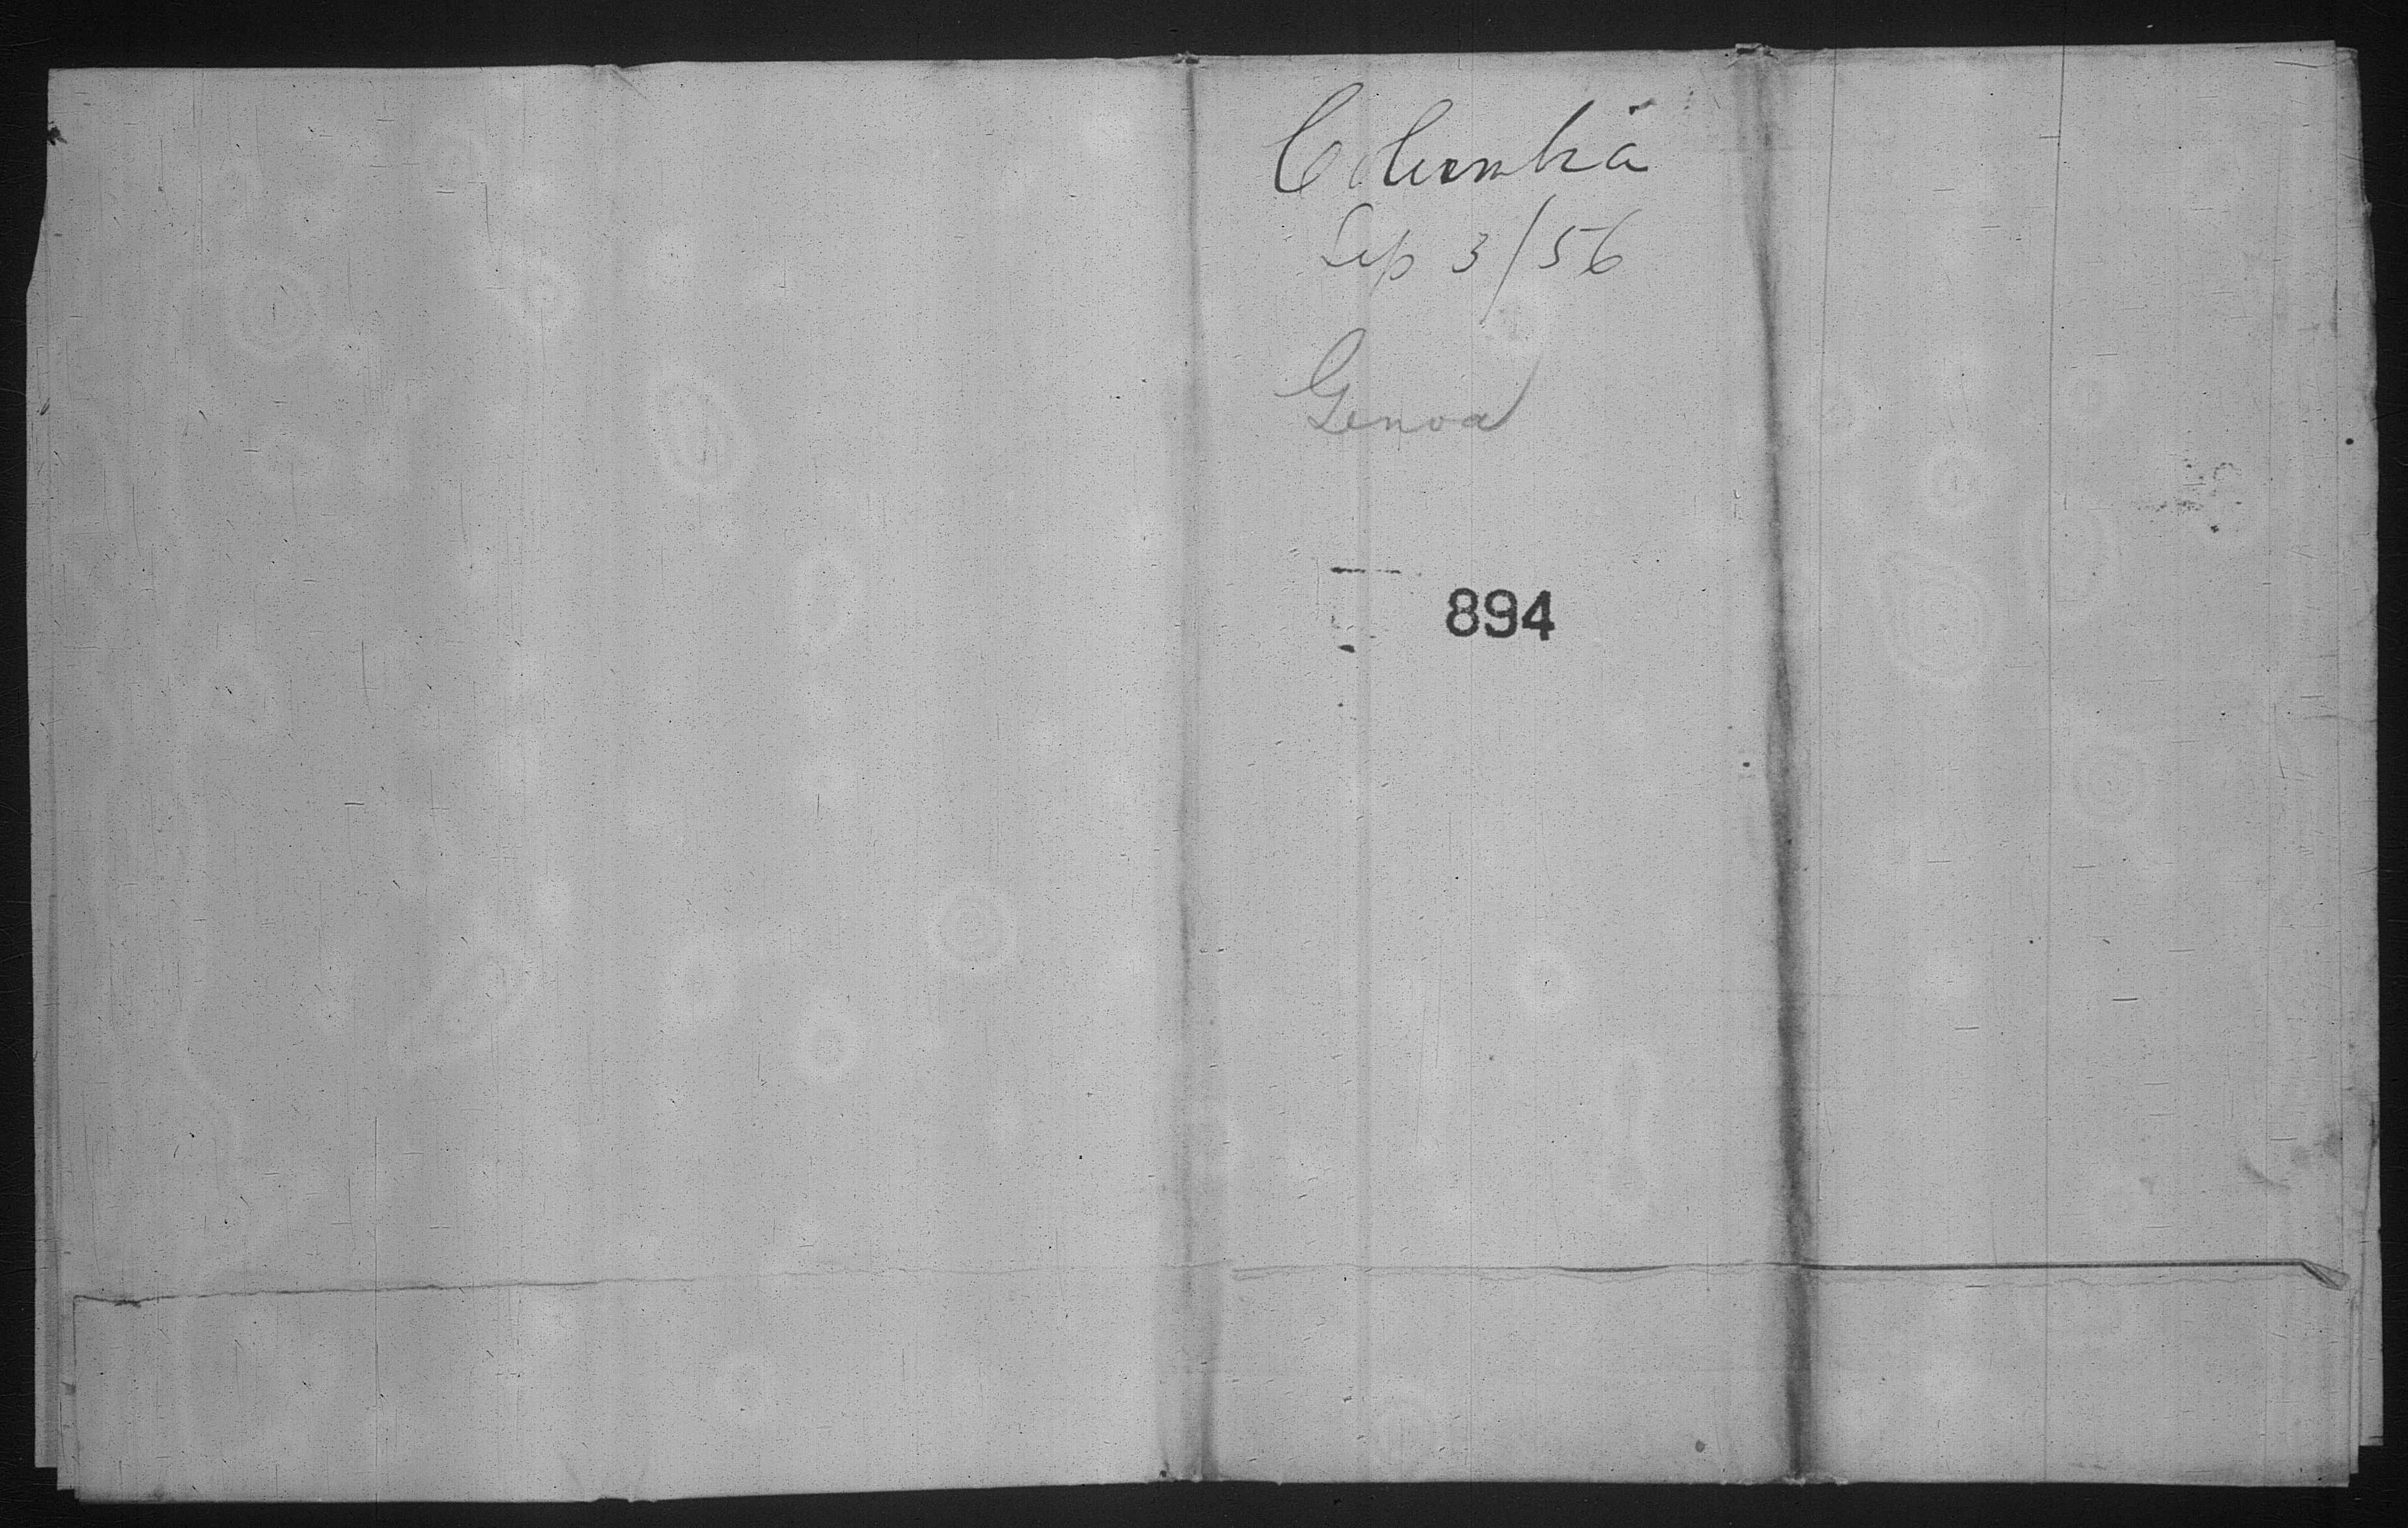 Columbia
Sep 3/56
Genoa
894